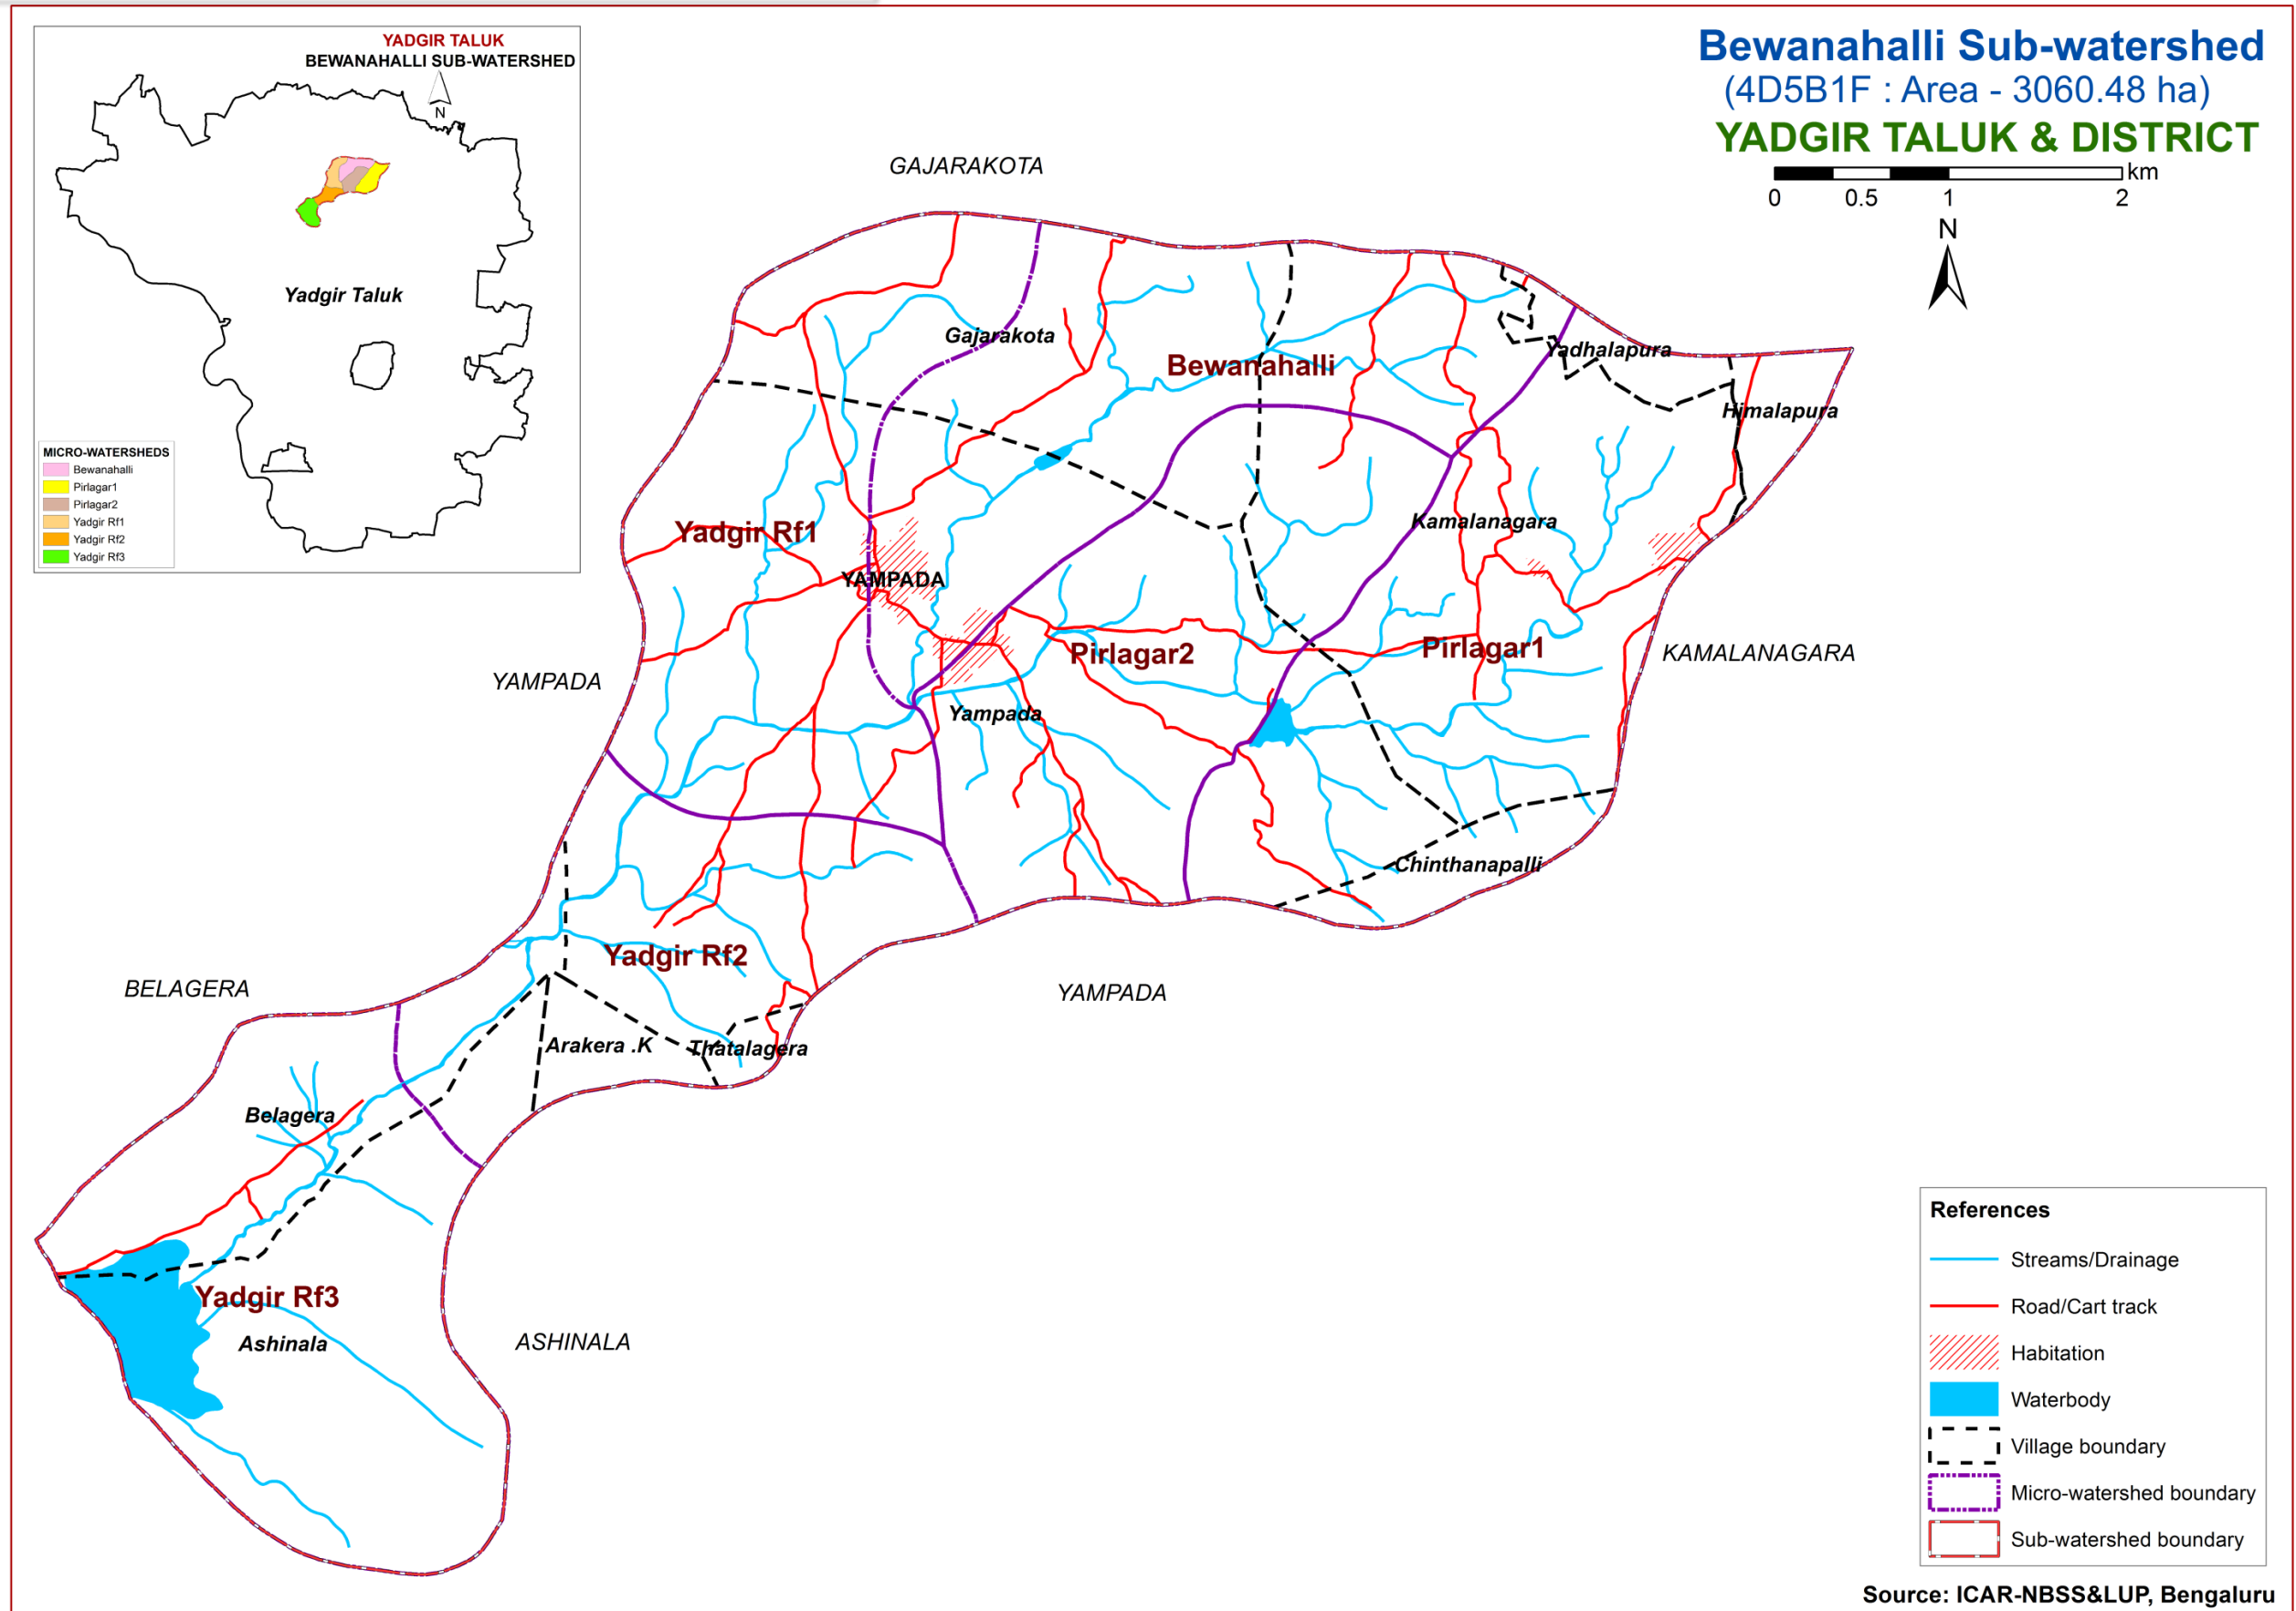 YADGIR TALUK
BEWANAHALLI SUB-WATERSHED
N
Yadgir Taluk
MICRO-WATERSHEDS
Bewanahalli
Pirlagar1
Pirlagar2
Yadgir Rf1
Yadgir Rf2
Yadgir Rf3
Bewanahalli Sub-watershed
(4D5B1F : Area - 3060.48 ha)
YADGIR TALUK & DISTRICT
km
0 0.5 1 2
N
GAJARAKOTA
Gajarakota
Bewanahalli
Yadhalapura
Himalapura
Yadgir Rf1
Kamalanagara
YAMPADA
Pirlagar2
Pirlagar1
KAMALANAGARA
YAMPADA
Yampada
Chinthanapalli
Yadgir Rf2
BELAGERA
YAMPADA
Arakera .K
Thatalagera
Belagera
Yadgir Rf3
Ashinala
ASHINALA
References
Streams/Drainage
Road/Cart track
Habitation
Waterbody
Village boundary
Micro-watershed boundary
Sub-watershed boundary
Source: ICAR-NBSS&LUP, Bengaluru